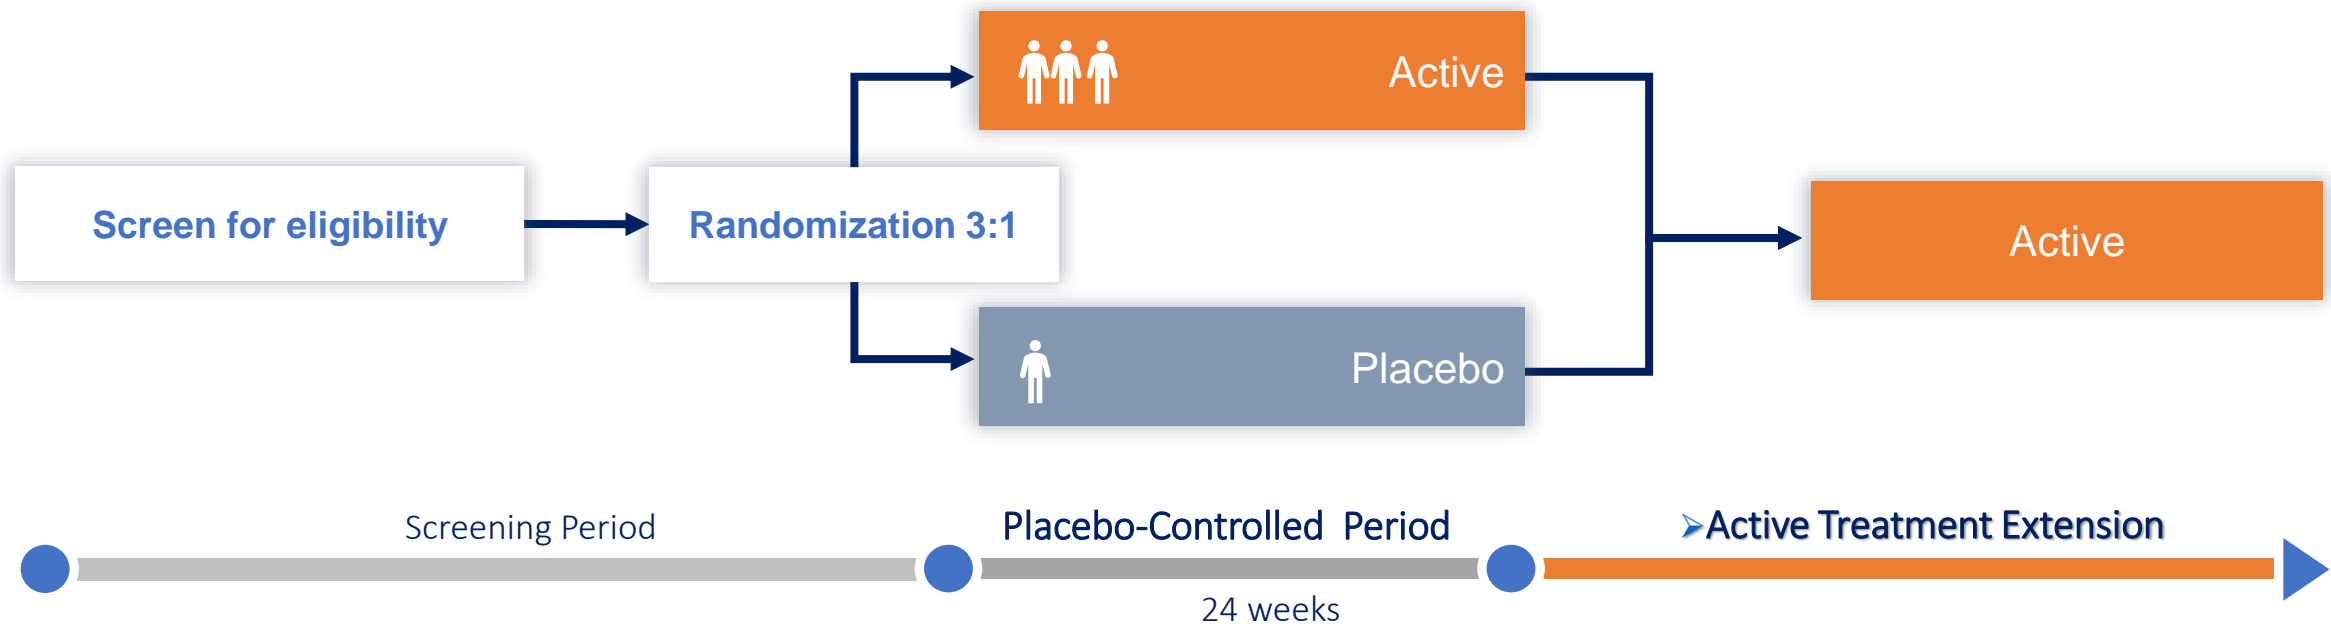 Active
Screen for eligibility
Randomization 3:1
Active
Placebo
Screening Period
Placebo-Controlled Period
➢Active Treatment Extension
24 weeks